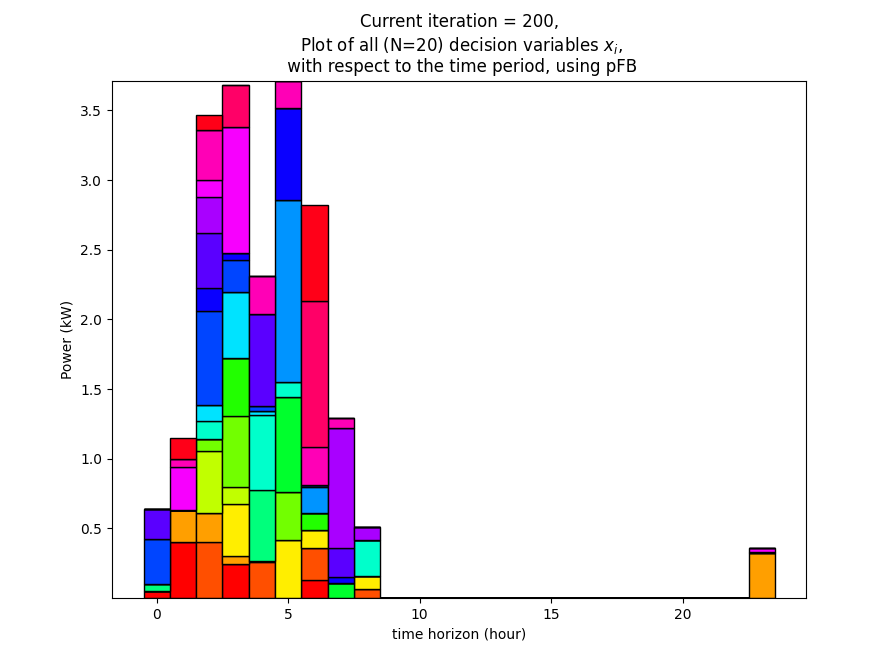 Current iteration = 200,
Plot of all (N=20) decision variables $x_i$,
with respect to the time period, using pFB
3.5
3.0
2.5
2.0
1.5
1.0
0.5
Power (kW)
0 5 10 15 20
time horizon (hour)